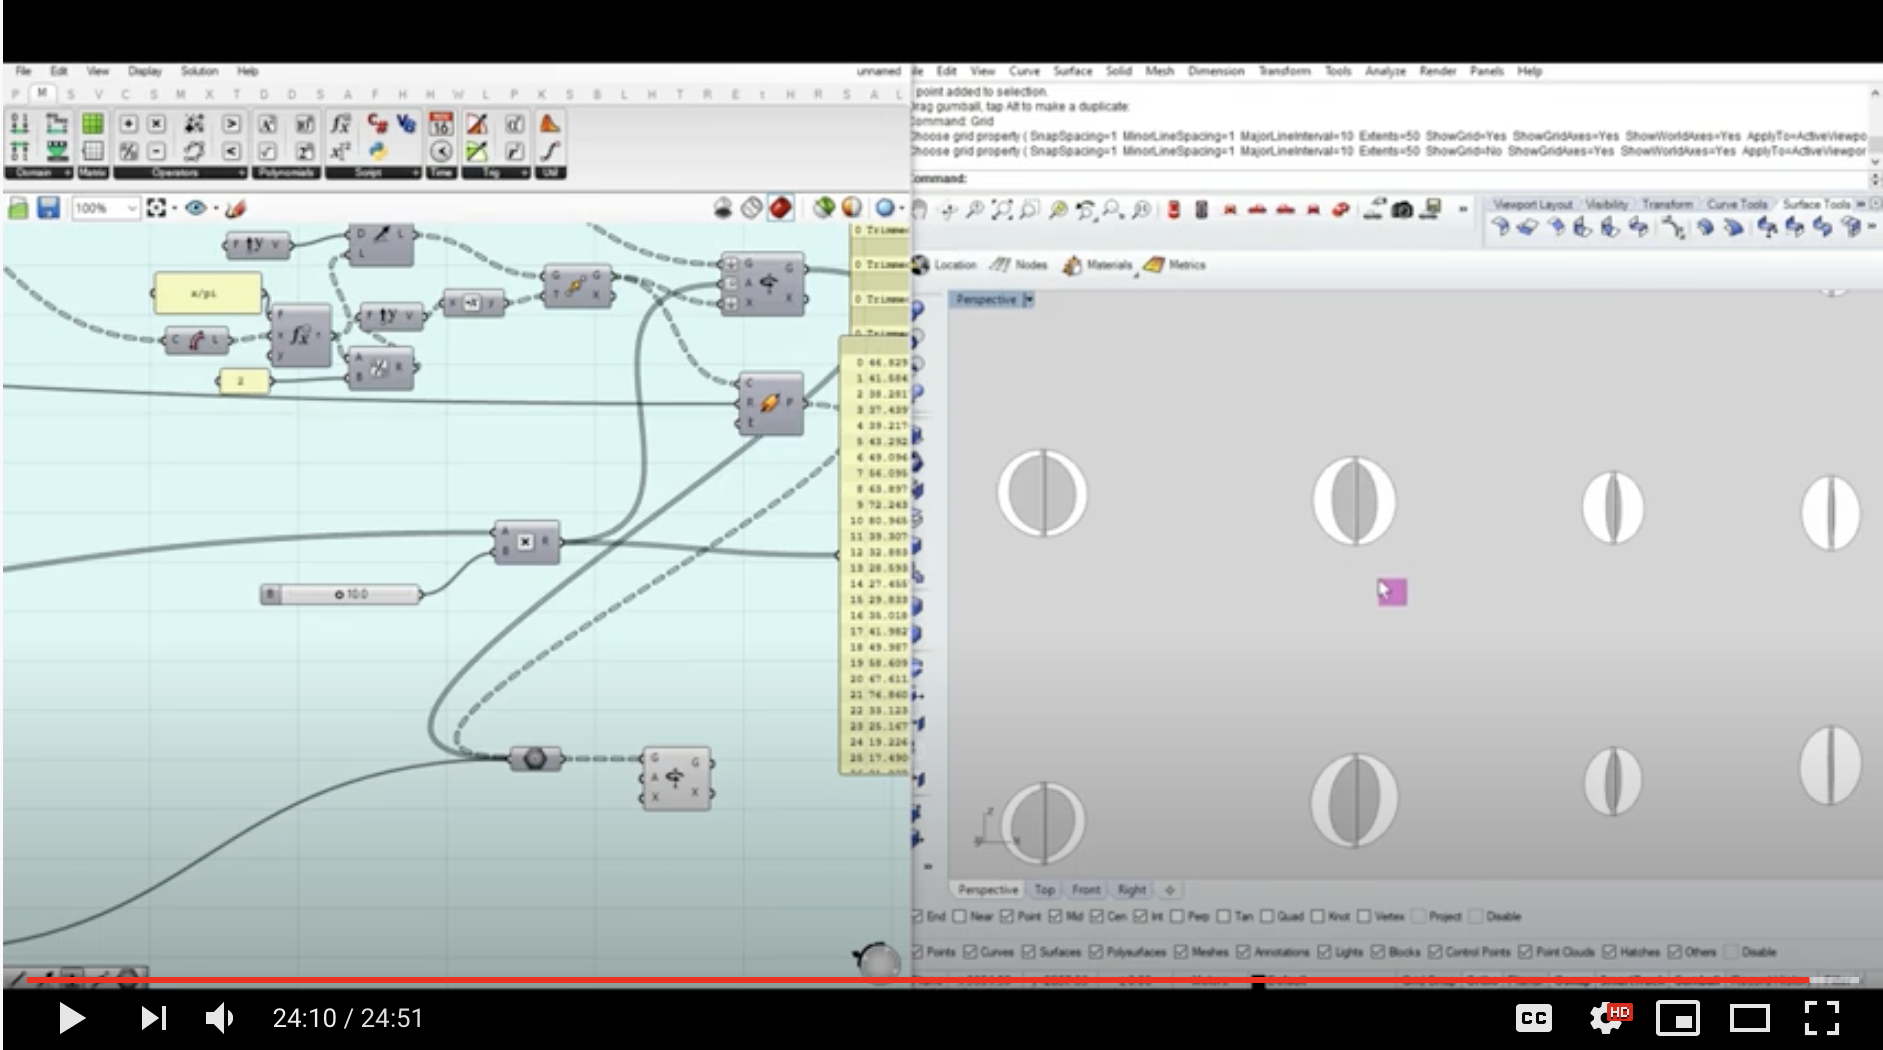 File Edit View Display Solution Help unnamed
Edit View Curve Surface Solid Mesh Dimension Transform Tools Analyze Render Panels Help
P M S V C S M X T D D S A F H H W L P K S B L H T R E t H R S A L
point added to selection.
Drag gumball, tap Alt to make a duplicate:
Command: Grid
Choose grid property ( SnapSpacing=1 MinorLineSpacing=1 MajorLineInterval=10 Extents=50 ShowGrid=Yes ShowGridAxes=Yes ShowWorldAxes=Yes ApplyTo=ActiveViewpo
Choose grid property ( SnapSpacing=1 MinorLineSpacing=1 MajorLineInterval=10 Extents=50 ShowGrid=No ShowGridAxes=Yes ShowWorldAxes=Yes ApplyTo=ActiveViewpor
Command:
Domain Matrix Operators Polynomials Script Time Trig Util
100%
Viewport Layout Visibility Transform Curve Tools Surface Tools
Location Nodes Materials Metrics
Perspective
F V
D L
L
x/pi
C L
F
x r
y
F V
A R
B
2
x y
G G
T X
G G
A
X X
C
R P
E
A R
B
10.0
G G
A
X X
0 Trimme
0 Trimme
0 Trimme
0 Trimme
0 46.829
1 41.584
2 38.281
3 37.439
4 39.217
5 43.292
6 49.096
7 56.095
8 63.897
9 72.243
10 80.965
11 39.307
12 32.883
13 28.593
14 27.455
15 29.833
16 35.018
17 41.982
18 49.987
19 58.609
20 67.611
21 76.860
22 33.123
23 25.167
24 19.226
25 17.490
z
x
Perspective Top Front Right
End Near Point Mid Cen Int Perp Tan Quad Knot Vertex Project Disable
Points Curves Surfaces Polysurfaces Meshes Annotations Lights Blocks Control Points Point Clouds Hatches Others Disable
24:10 / 24:51
CC HD